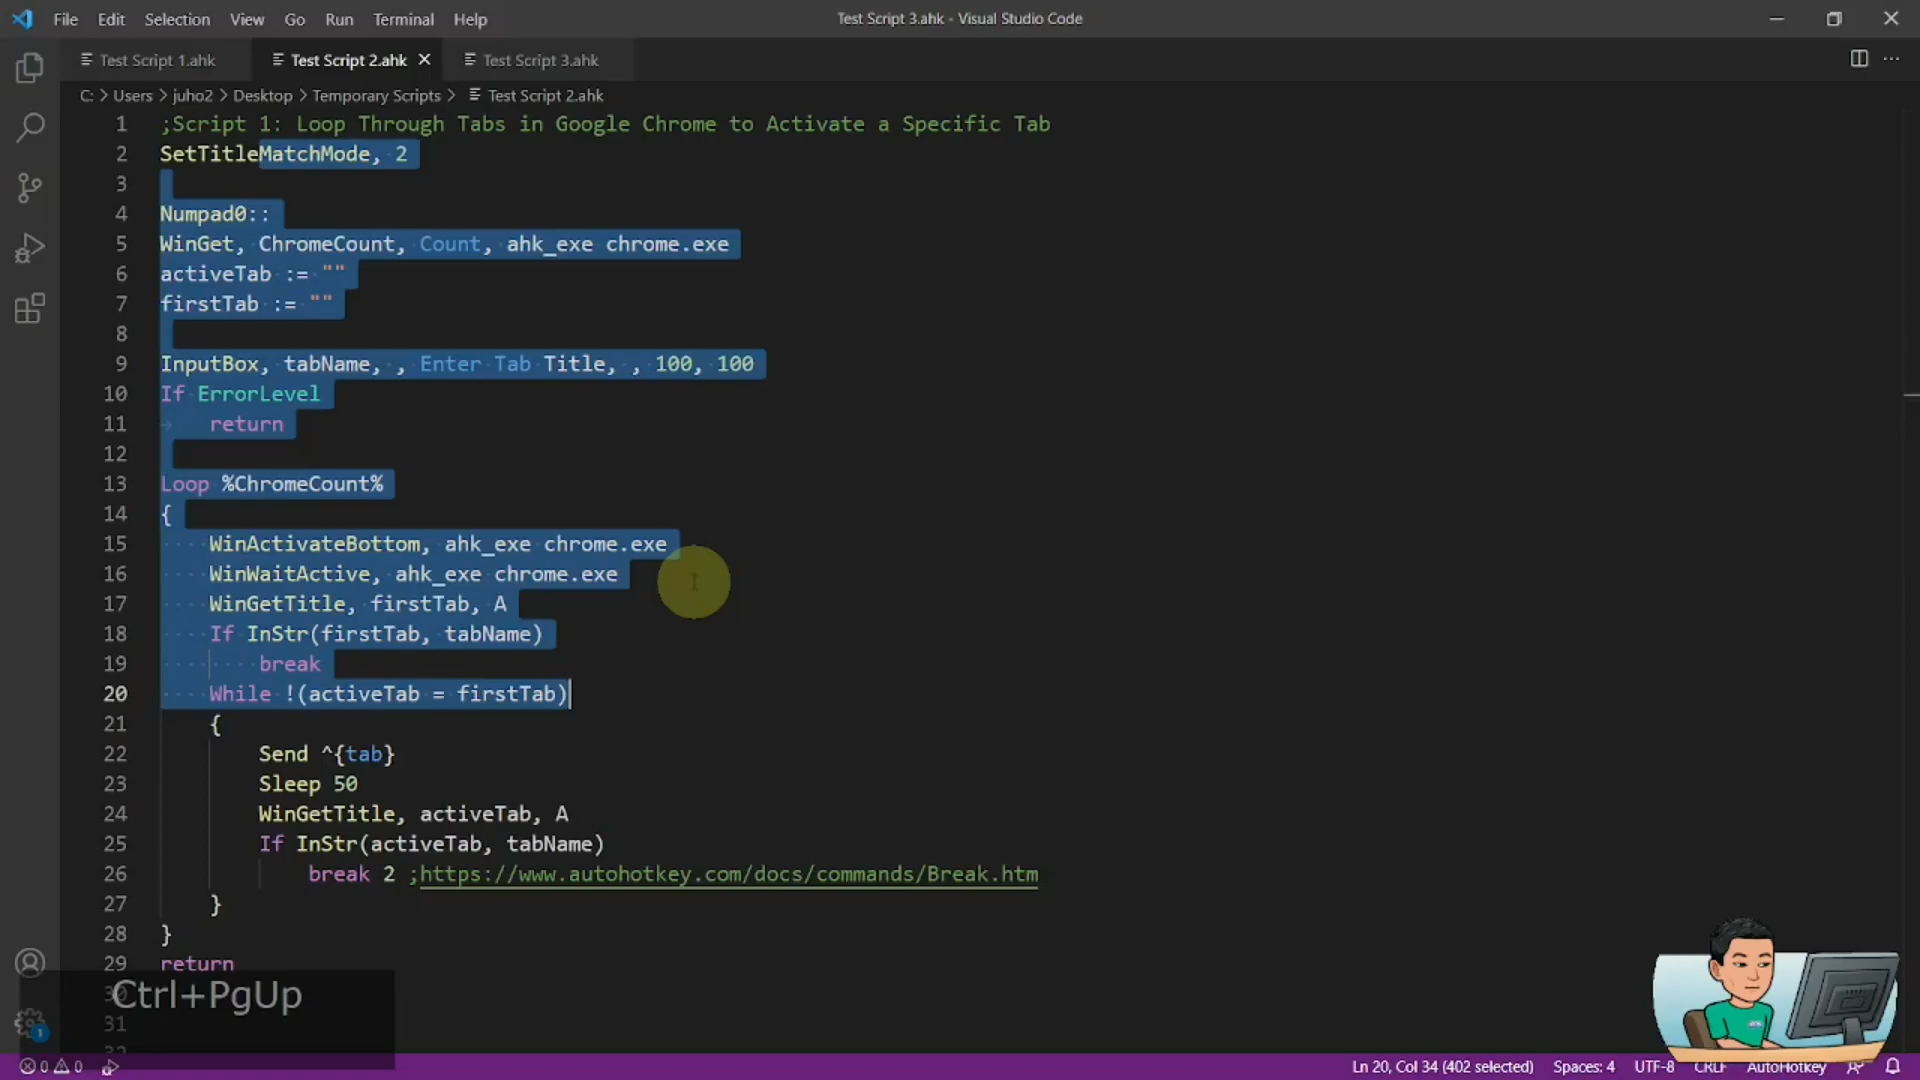 File Edit Selection View Go Run Terminal Help
Test Script 3.ahk - Visual Studio Code
Test Script 1.ahk
Test Script 2.ahk
Test Script 3.ahk
C: > Users > juho2 > Desktop > Temporary Scripts > Test Script 2.ahk
1 ;Script 1: Loop Through Tabs in Google Chrome to Activate a Specific Tab
2 SetTitleMatchMode, 2
3
4 Numpad0::
5 WinGet, ChromeCount, Count, ahk_exe chrome.exe
6 activeTab := ""
7 firstTab := ""
8
9 InputBox, tabName, , Enter Tab Title, , 100, 100
10 If ErrorLevel
11 return
12
13 Loop %ChromeCount%
14 {
15 WinActivateBottom, ahk_exe chrome.exe
16 WinWaitActive, ahk_exe chrome.exe
17 WinGetTitle, firstTab, A
18 If InStr(firstTab, tabName)
19 break
20 While !(activeTab = firstTab)
21 {
22 Send ^{tab}
23 Sleep 50
24 WinGetTitle, activeTab, A
25 If InStr(activeTab, tabName)
26 break 2 ;https://www.autohotkey.com/docs/commands/Break.htm
27 }
28 }
29 return
30
31
Ctrl+PgUp
1
0 0
Ln 20, Col 34 (402 selected) Spaces: 4 UTF-8 CRLF AutoHotkey